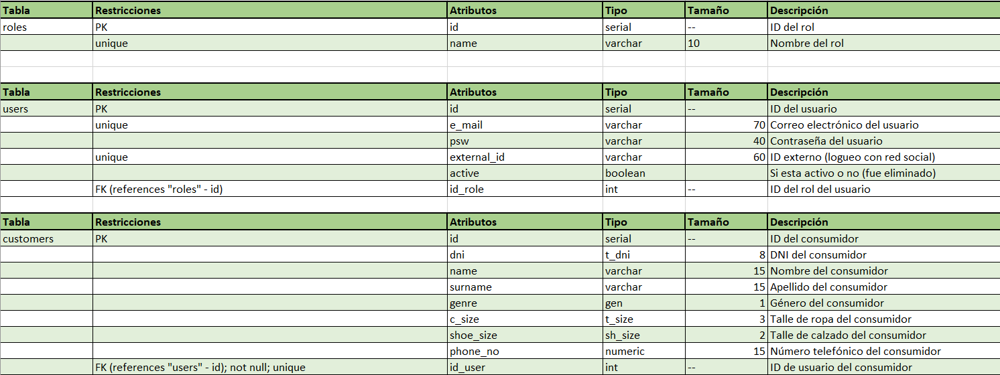 Tabla Restricciones Atributos Tipo Tamaño Descripción
roles PK id serial -- ID del rol
unique name varchar 10 Nombre del rol
Tabla Restricciones Atributos Tipo Tamaño Descripción
users PK id serial -- ID del usuario
unique e_mail varchar 70 Correo electrónico del usuario
psw varchar 40 Contraseña del usuario
unique external_id varchar 60 ID externo (logueo con red social)
active boolean Si esta activo o no (fue eliminado)
FK (references "roles" - id) id_role int -- ID del rol del usuario
Tabla Restricciones Atributos Tipo Tamaño Descripción
customers PK id serial -- ID del consumidor
dni t_dni 8 DNI del consumidor
name varchar 15 Nombre del consumidor
surname varchar 15 Apellido del consumidor
genre gen 1 Género del consumidor
c_size t_size 3 Talle de ropa del consumidor
shoe_size sh_size 2 Talle de calzado del consumidor
phone_no numeric 15 Número telefónico del consumidor
FK (references "users" - id); not null; unique id_user int -- ID de usuario del consumidor